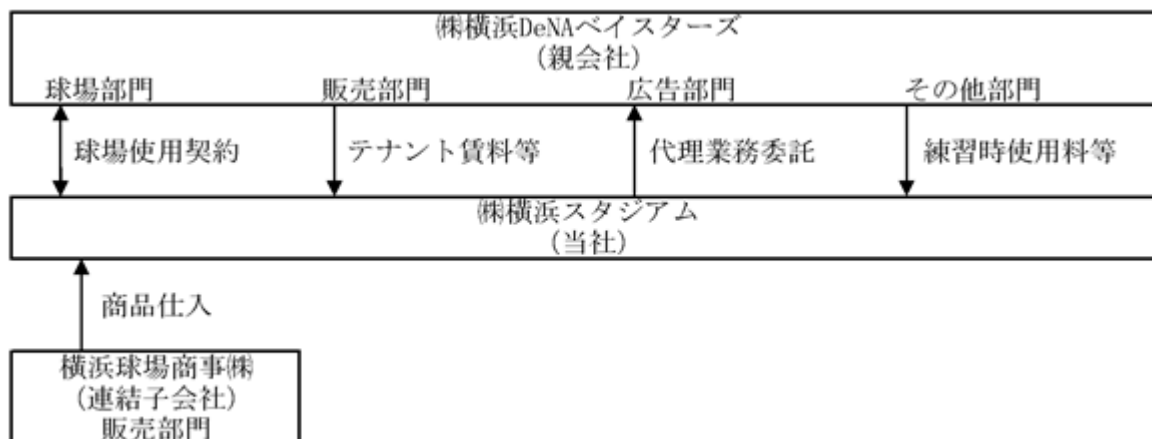 ㈱横浜DeNAベイスターズ
（親会社）
球場部門 販売部門 広告部門 その他部門
球場使用契約 テナント賃料等 代理業務委託 練習時使用料等
㈱横浜スタジアム
（当社）
商品仕入
横浜球場商事㈱
（連結子会社）
販売部門